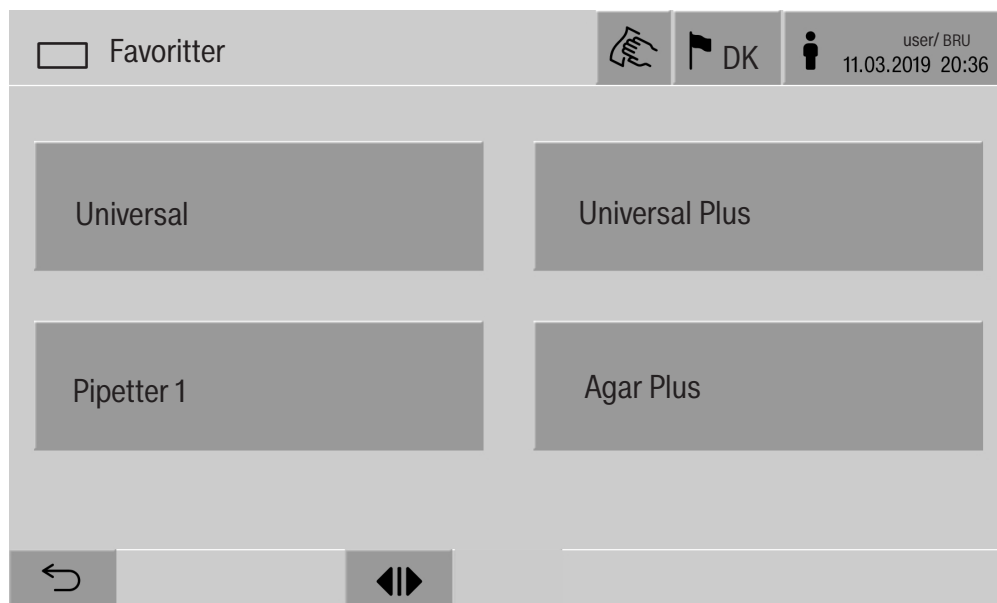 Favoritter
DK
user/ BRU
11.03.2019 20:36
Universal
Universal Plus
Pipetter 1
Agar Plus